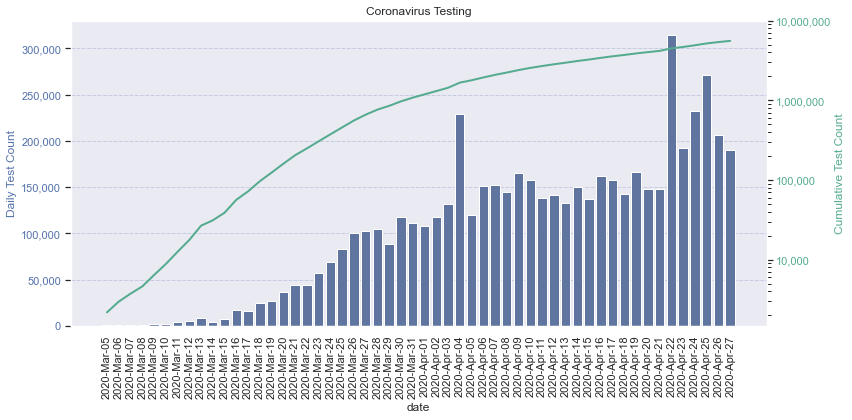 Coronavirus Testing
Daily Test Count
300,000
250,000
200,000
150,000
100,000
50,000
0
10,000,000
1,000,000
100,000
10,000
Cumulative Test Count
2020-Mar-05
2020-Mar-06
2020-Mar-07
2020-Mar-08
2020-Mar-09
2020-Mar-10
2020-Mar-11
2020-Mar-12
2020-Mar-13
2020-Mar-14
2020-Mar-15
2020-Mar-16
2020-Mar-17
2020-Mar-18
2020-Mar-19
2020-Mar-20
2020-Mar-21
2020-Mar-22
2020-Mar-23
2020-Mar-24
2020-Mar-25
2020-Mar-26
2020-Mar-27
2020-Mar-28
2020-Mar-29
2020-Mar-30
2020-Mar-31
2020-Apr-01
2020-Apr-02
2020-Apr-03
2020-Apr-04
2020-Apr-05
2020-Apr-06
2020-Apr-07
2020-Apr-08
2020-Apr-09
2020-Apr-10
2020-Apr-11
2020-Apr-12
2020-Apr-13
2020-Apr-14
2020-Apr-15
2020-Apr-16
2020-Apr-17
2020-Apr-18
2020-Apr-19
2020-Apr-20
2020-Apr-21
2020-Apr-22
2020-Apr-23
2020-Apr-24
2020-Apr-25
2020-Apr-26
2020-Apr-27
date